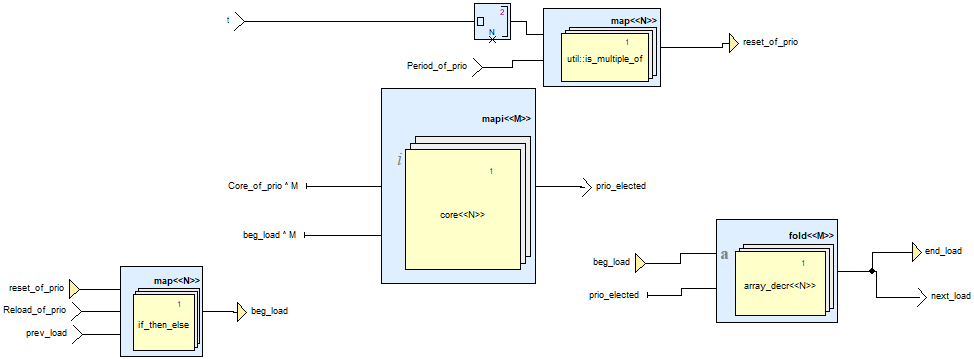 t
2
N
map<<N>>
1
util::is_multiple_of
reset_of_prio
Period_of_prio
mapi<<M>>
i
1
core<<N>>
Core_of_prio * M
beg_load * M
prio_elected
fold<<M>>
a
1
array_decr<<N>>
beg_load
prio_elected
end_load
next_load
map<<N>>
1
if_then_else
reset_of_prio
Reload_of_prio
prev_load
beg_load